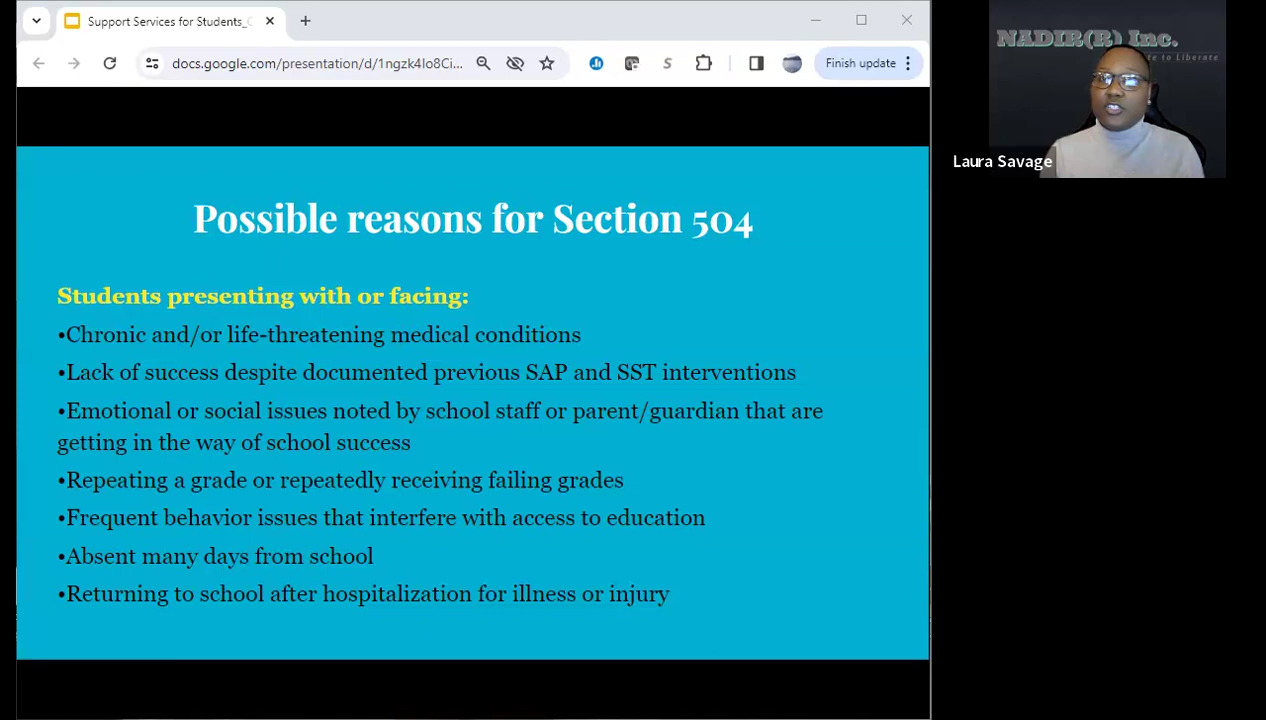 Support Services for Students_
docs.google.com/presentation/d/1ngzk4lo8Ci...
Finish update
NADIR(R) Inc.
te to Liberate
Laura Savage
Possible reasons for Section 504
Students presenting with or facing:
•Chronic and/or life-threatening medical conditions
•Lack of success despite documented previous SAP and SST interventions
•Emotional or social issues noted by school staff or parent/guardian that are
getting in the way of school success
•Repeating a grade or repeatedly receiving failing grades
•Frequent behavior issues that interfere with access to education
•Absent many days from school
•Returning to school after hospitalization for illness or injury